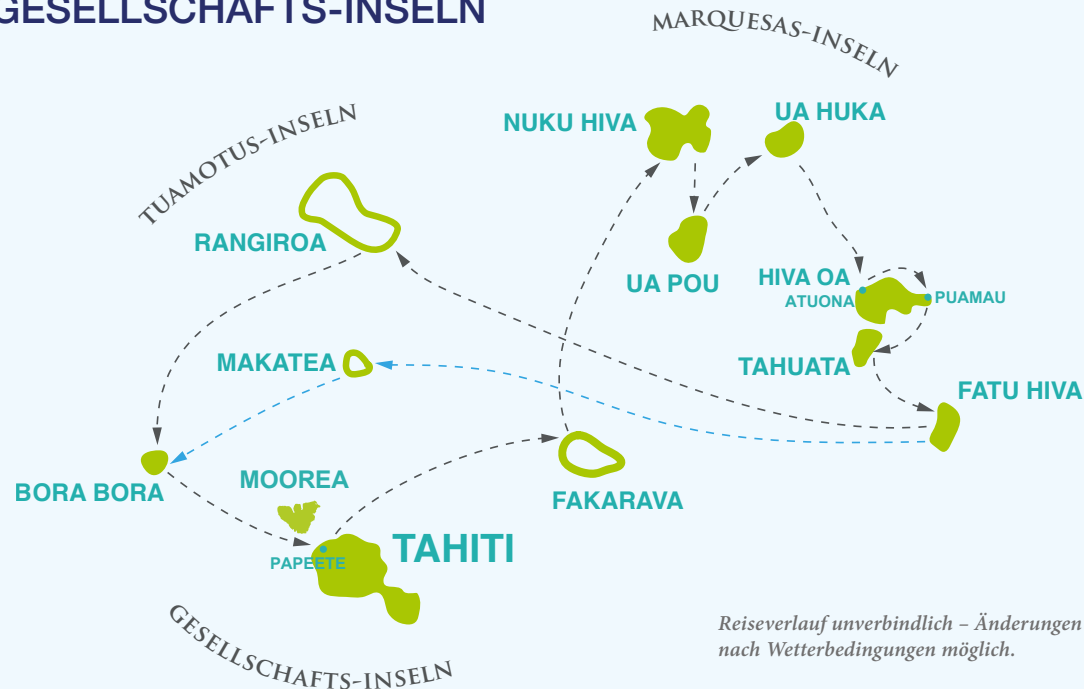 GESELLSCHAFTS-INSELN
MARQUESAS-INSELN
TUAMOTUS-INSELN
NUKU HIVA
UA HUKA
RANGIROA
UA POU
HIVA OA
ATUONA
PUAMAU
MAKATEA
TAHUATA
FATU HIVA
BORA BORA
MOOREA
FAKARAVA
TAHITI
PAPEETE
GESELLSCHAFTS-INSELN
Reiseverlauf unverbindlich – Änderungen
nach Wetterbedingungen möglich.